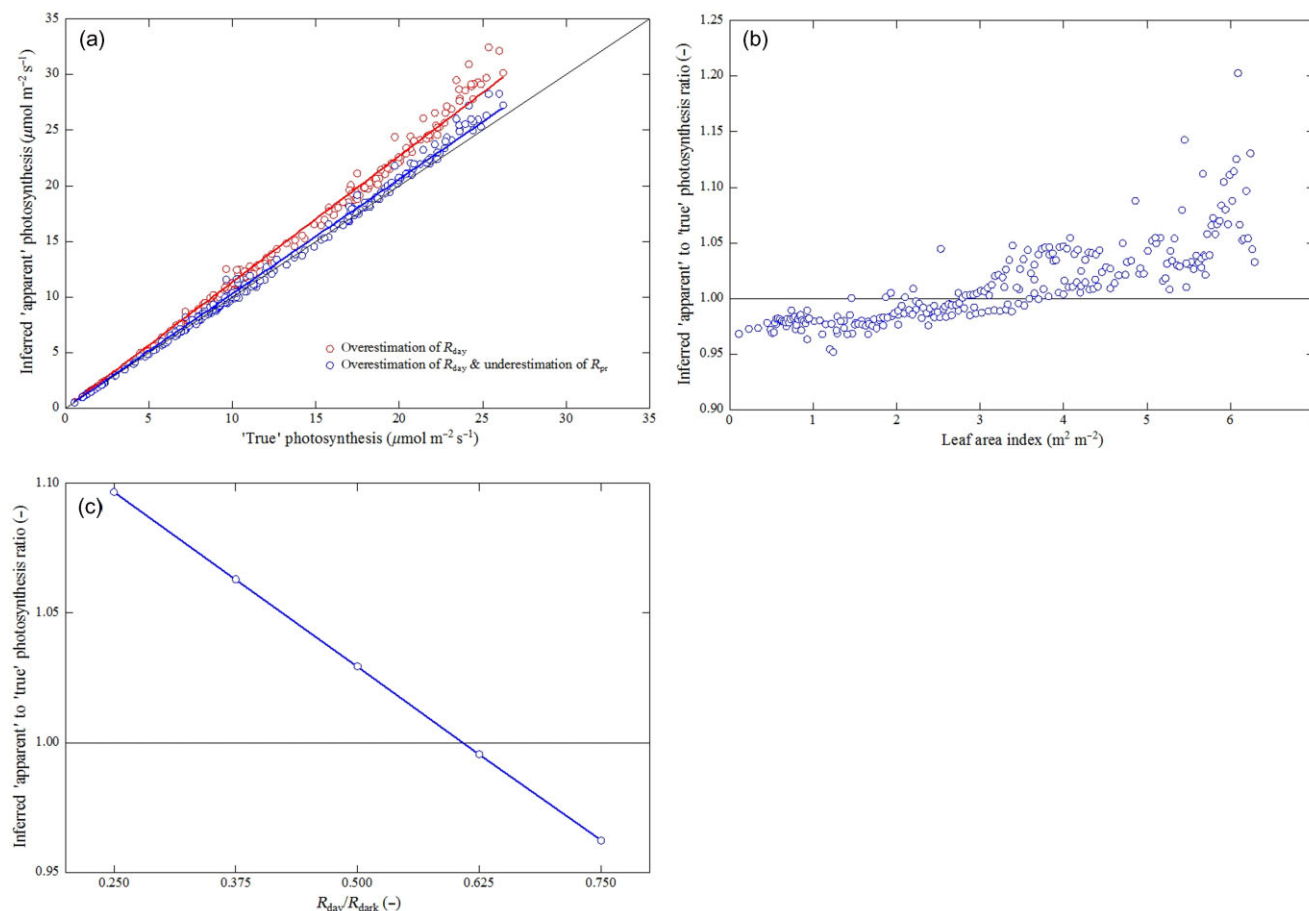 (a)
35
30
25
20
15
10
5
0
Inferred 'apparent' photosynthesis (μmol m⁻² s⁻¹)
Overestimation of R_day
Overestimation of R_day & underestimation of R_pr
0 5 10 15 20 25 30 35
'True' photosynthesis (μmol m⁻² s⁻¹)
(b)
1.25
1.20
1.15
1.10
1.05
1.00
0.95
0.90
Inferred 'apparent' to 'true' photosynthesis ratio (–)
0 1 2 3 4 5 6
Leaf area index (m² m⁻²)
(c)
1.10
1.05
1.00
0.95
Inferred 'apparent' to 'true' photosynthesis ratio (–)
0.250 0.375 0.500 0.625 0.750
R_day/R_dark (–)